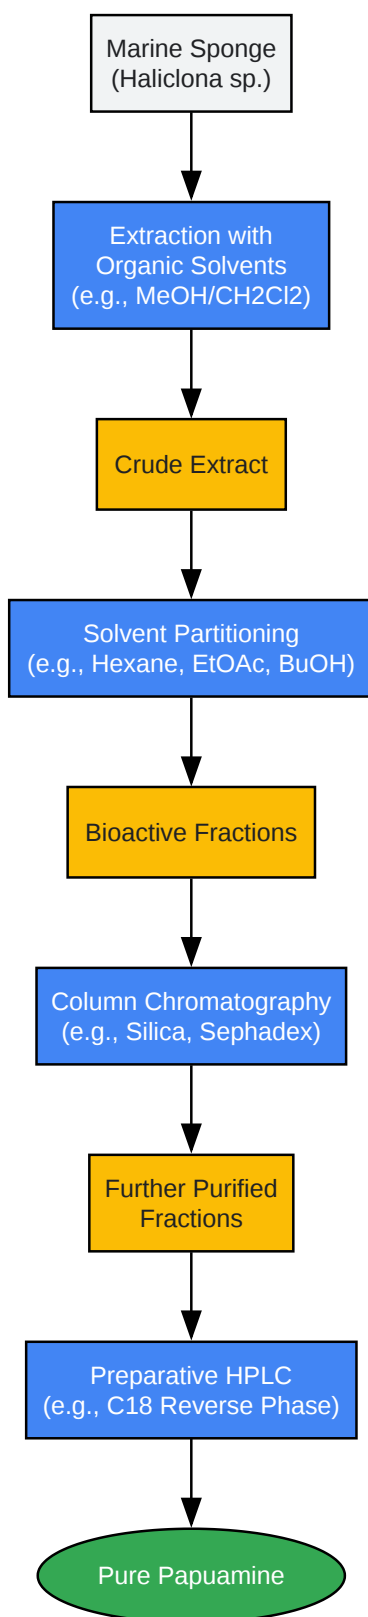 Marine Sponge
(Haliclona sp.)
Extraction with
Organic Solvents
(e.g., MeOH/CH2Cl2)
Crude Extract
Solvent Partitioning
(e.g., Hexane, EtOAc, BuOH)
Bioactive Fractions
Column Chromatography
(e.g., Silica, Sephadex)
Further Purified
Fractions
Preparative HPLC
(e.g., C18 Reverse Phase)
Pure Papuamine